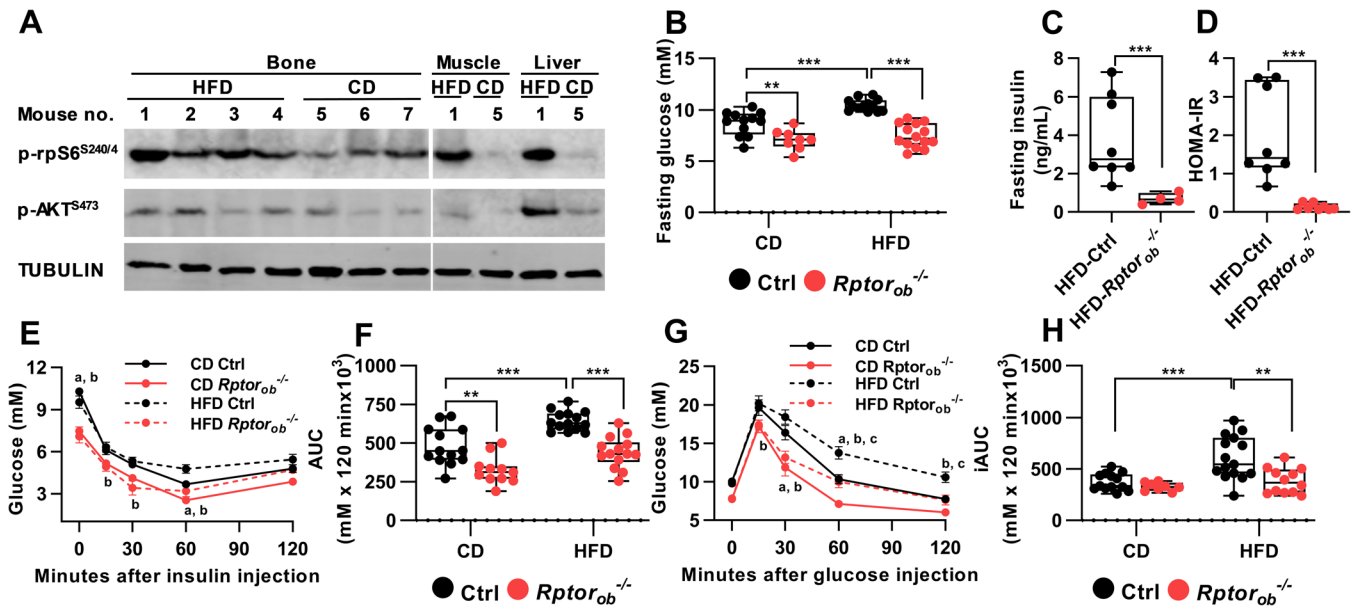 A
Bone
Muscle
Liver
HFD
CD
HFD CD
HFD CD
Mouse no. 1 2 3 4 5 6 7 1 5 1 5
p-rpS6S240/4
p-AKTS473
TUBULIN
B
Fasting glucose (mM)
15
10
5
0
***
***
**
CD
HFD
Ctrl
Rptorob-/-
C
Fasting insulin
(ng/mL)
8
6
4
2
0
***
HFD-Ctrl
HFD-Rptorob-/-
D
HOMA-IR
4
3
2
1
0
***
HFD-Ctrl
HFD-Rptorob-/-
E
Glucose (mM)
12
9
6
3
a, b
b
b
a, b
CD Ctrl
CD Rptorob-/-
HFD Ctrl
HFD Rptorob-/-
0 30 60 90 120
Minutes after insulin injection
F
AUC
(mM x 120 minx103)
1000
750
500
250
0
***
***
**
CD
HFD
Ctrl
Rptorob-/-
G
Glucose (mM)
25
20
15
10
5
b
a, b
a, b, c
b, c
CD Ctrl
CD Rptorob-/-
HFD Ctrl
HFD Rptorob-/-
0 30 60 90 120
Minutes after glucose injection
H
iAUC
(mM x 120 minx103)
1500
1000
500
0
***
**
CD
HFD
Ctrl
Rptorob-/-